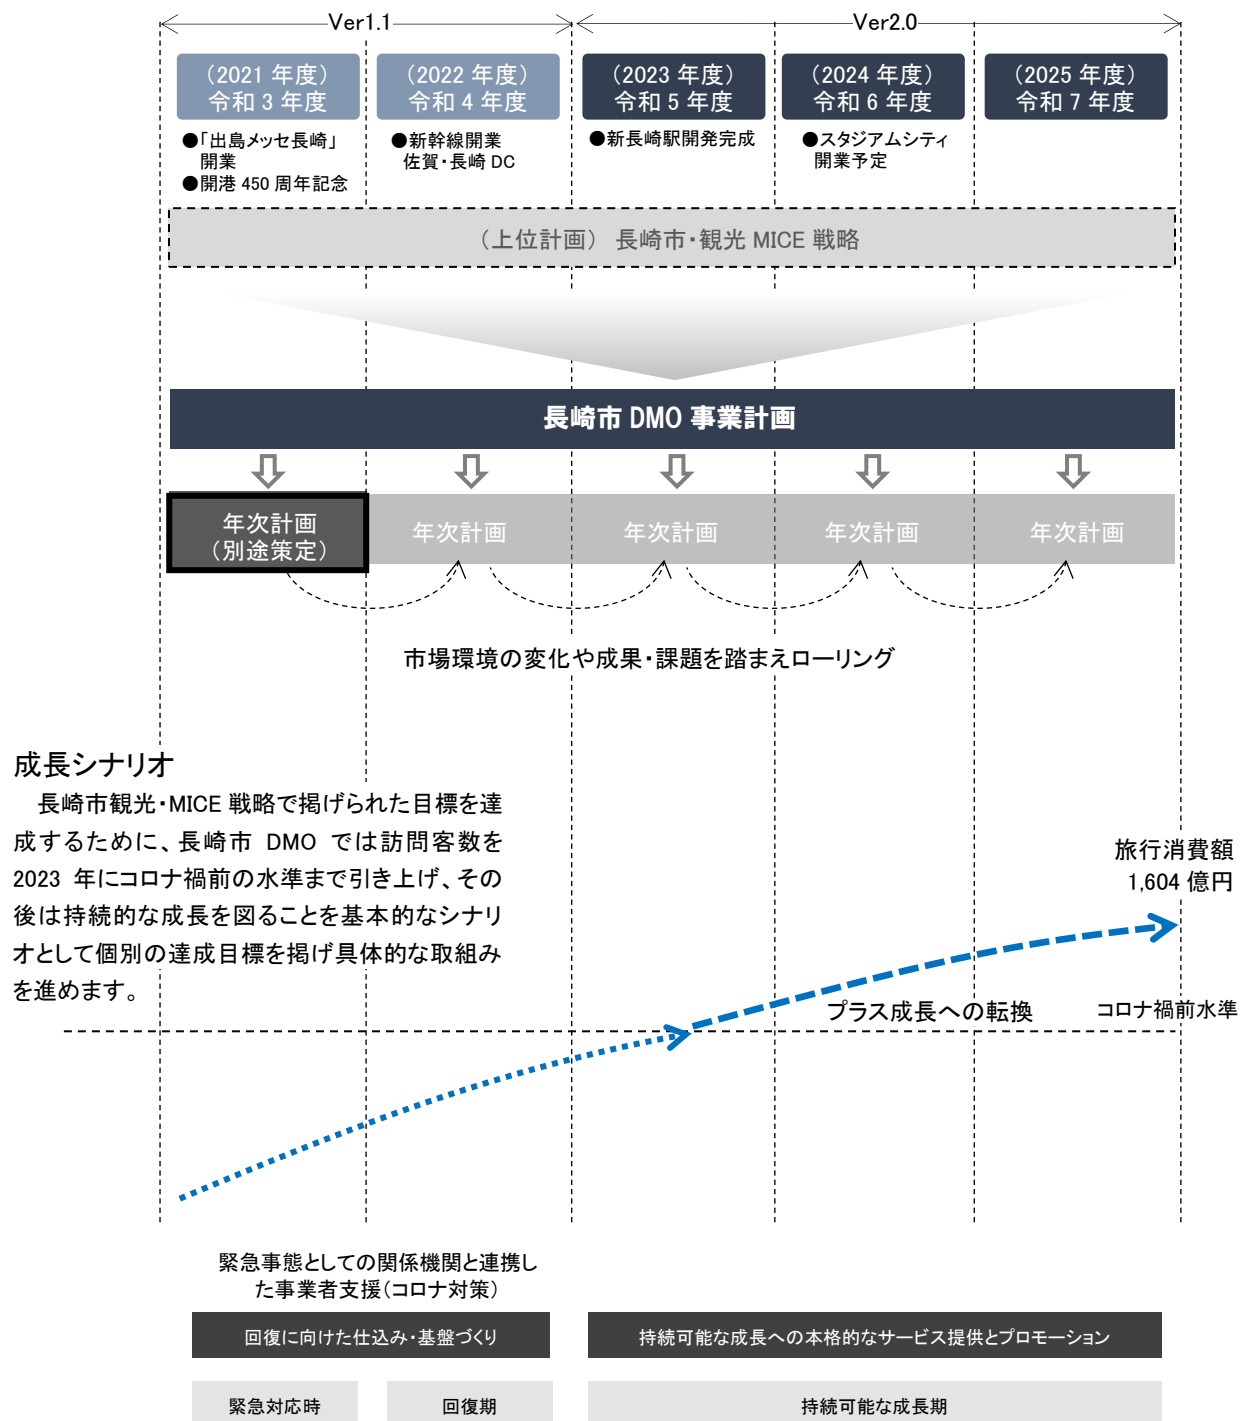 Ver1.1
Ver2.0
（2021 年度）
令和 3 年度
（2022 年度）
令和 4 年度
（2023 年度）
令和 5 年度
（2024 年度）
令和 6 年度
（2025 年度）
令和 7 年度
●「出島メッセ長崎」
開業
●開港 450 周年記念
●新幹線開業
佐賀・長崎 DC
●新長崎駅開発完成
●スタジアムシティ
開業予定
（上位計画） 長崎市・観光 MICE 戦略
長崎市 DMO 事業計画
年次計画
（別途策定）
年次計画
年次計画
年次計画
年次計画
市場環境の変化や成果・課題を踏まえローリング
成長シナリオ
長崎市観光・MICE 戦略で掲げられた目標を達
成するために、長崎市 DMO では訪問客数を
2023 年にコロナ禍前の水準まで引き上げ、その
後は持続的な成長を図ることを基本的なシナリ
オとして個別の達成目標を掲げ具体的な取組み
を進めます。
旅行消費額
1,604 億円
プラス成長への転換
コロナ禍前水準
緊急事態としての関係機関と連携し
た事業者支援（コロナ対策）
回復に向けた仕込み・基盤づくり
持続可能な成長への本格的なサービス提供とプロモーション
緊急対応時
回復期
持続可能な成長期